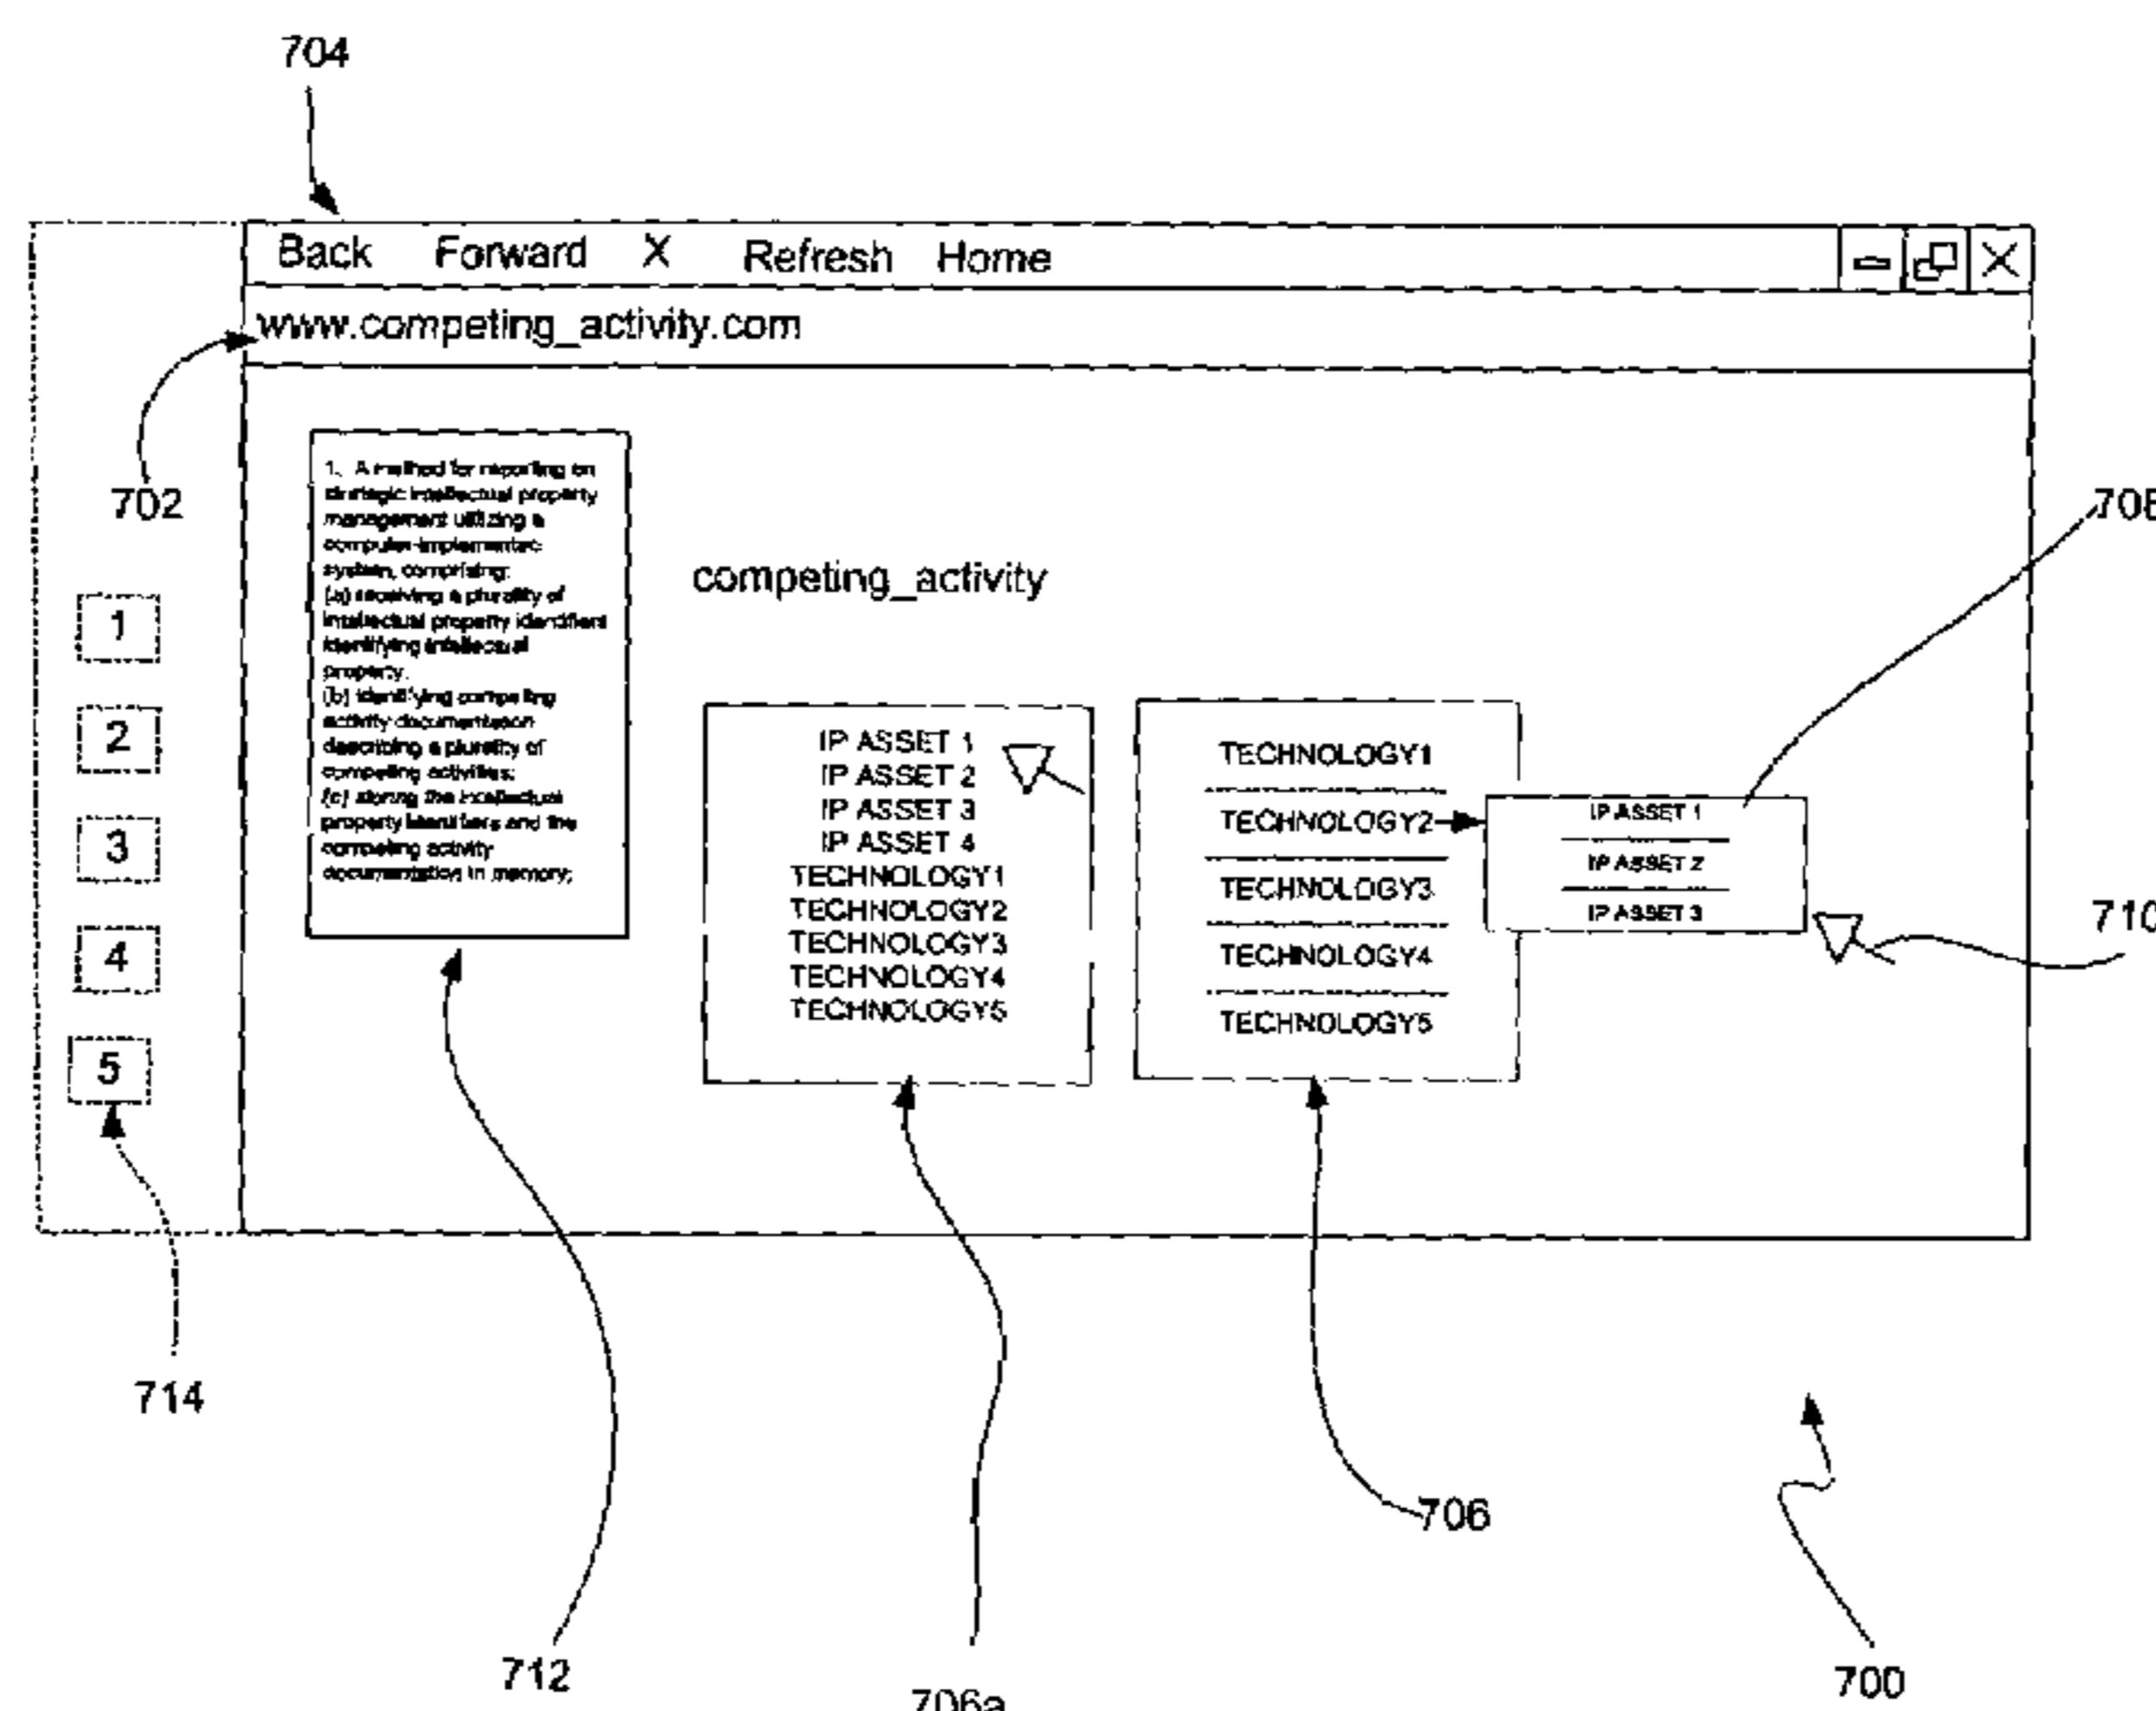 704
Back Forward X Refresh Home
www.competing_activity.com
702
1. A method for reporting on
strategic intellectual property
management utilizing a
computer-implemented
system, comprising:
(a) receiving a plurality of
intellectual property identifiers
identifying intellectual
property;
(b) identifying competing
activity documentation
describing a plurality of
competing activities;
(c) storing the intellectual
property identifiers and the
competing activity
documentation in memory;
competing_activity
708
1
2
3
4
5
IP ASSET 1
IP ASSET 2
IP ASSET 3
IP ASSET 4
TECHNOLOGY1
TECHNOLOGY2
TECHNOLOGY3
TECHNOLOGY4
TECHNOLOGY5
TECHNOLOGY1
TECHNOLOGY2
TECHNOLOGY3
TECHNOLOGY4
TECHNOLOGY5
IP ASSET 1
IP ASSET 2
IP ASSET 3
710
714
706
712
706a
700